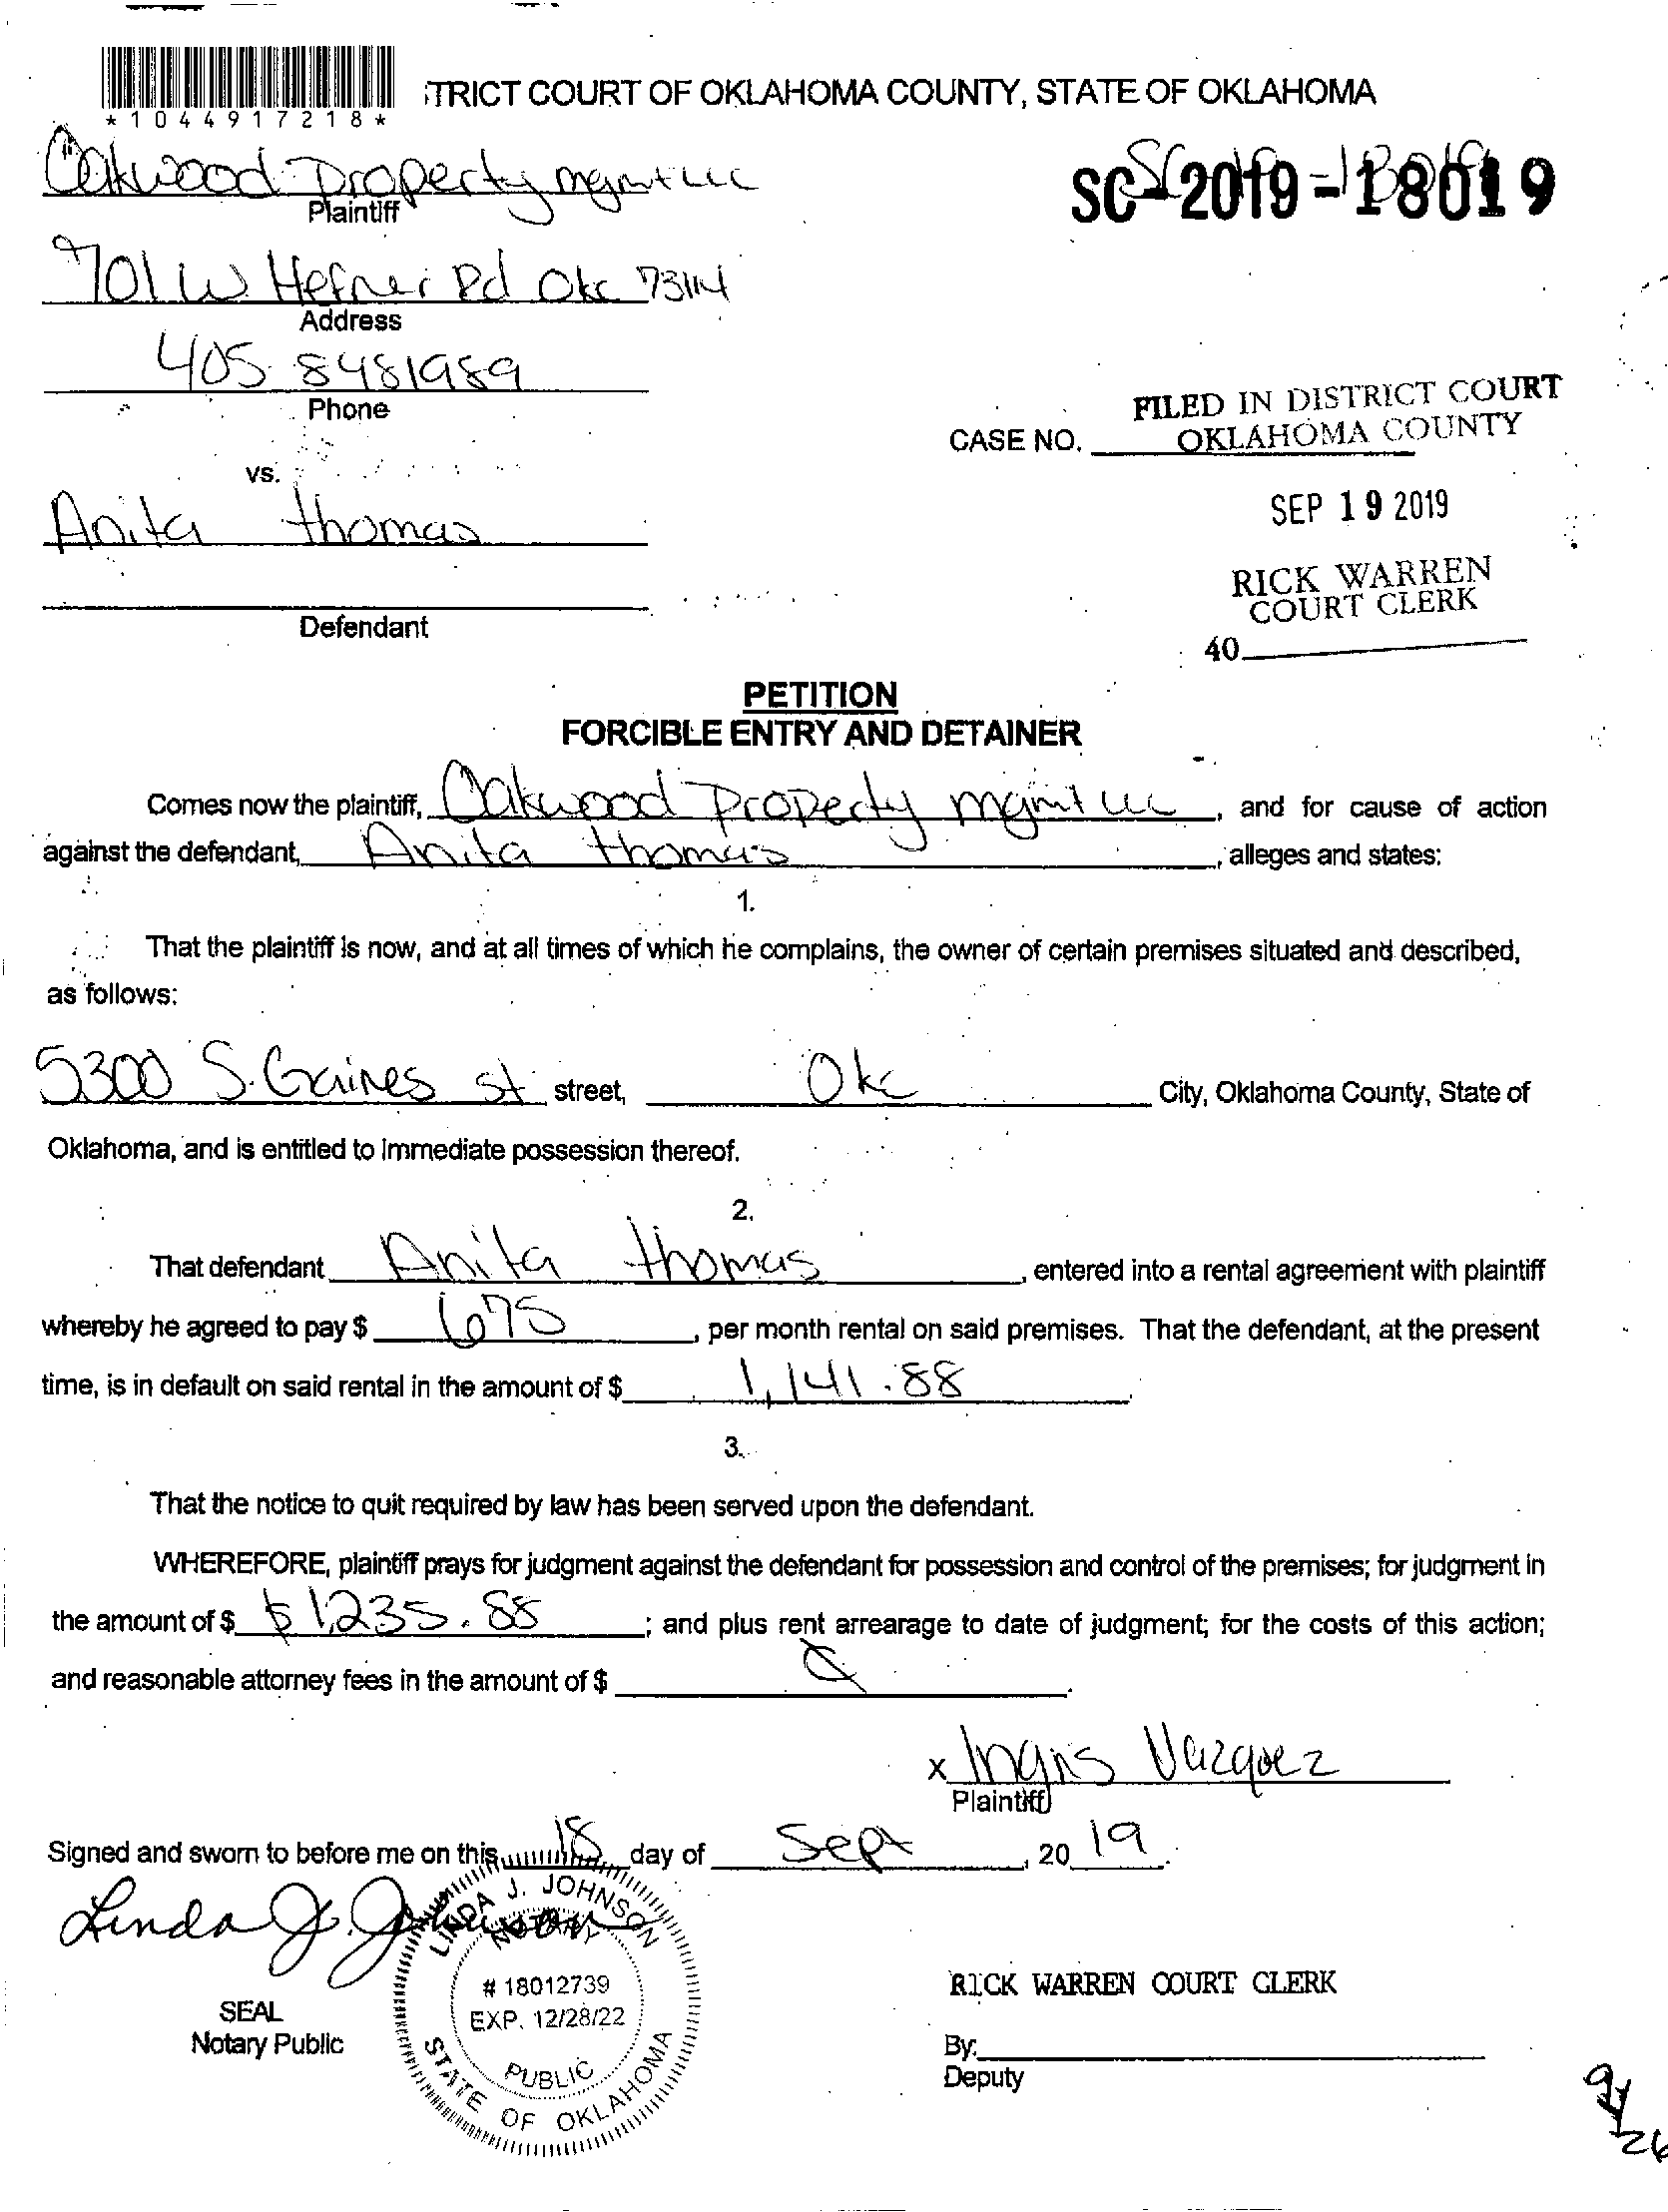 *1044917218*
TRICT COURT OF OKLAHOMA COUNTY, STATE OF OKLAHOMA
Oakwood Property mgmt LLC
Plaintiff
SC-2019-18019
701 W. Hefner Rd Okc 73114
Address
405 8481989
Phone
FILED IN DISTRICT COURT
CASE NO. OKLAHOMA COUNTY
vs.
SEP 19 2019
Anita thomas
RICK WARREN
COURT CLERK
Defendant
40
PETITION
FORCIBLE ENTRY AND DETAINER
Comes now the plaintiff, Oakwood Property mgmt LLC, and for cause of action
against the defendant, Anita thomas, alleges and states:
1.
That the plaintiff is now, and at all times of which he complains, the owner of certain premises situated and described,
as follows:
5300 S. Gaines St street, Okc City, Oklahoma County, State of
Oklahoma, and is entitled to immediate possession thereof.
2.
That defendant Anita thomas, entered into a rental agreement with plaintiff
whereby he agreed to pay $ 675, per month rental on said premises. That the defendant, at the present
time, is in default on said rental in the amount of $ 1,141.88.
3.
That the notice to quit required by law has been served upon the defendant.
WHEREFORE, plaintiff prays for judgment against the defendant for possession and control of the premises; for judgment in
the amount of $ $1,235.88; and plus rent arrearage to date of judgment; for the costs of this action;
and reasonable attorney fees in the amount of $ .
x Ingris Vazquez
Plaintiff
Signed and sworn to before me on this 18 day of Sept, 20 19.
Linda J. Johnson
LINDA J. JOHNSON
NOTARY
# 18012739
EXP. 12/28/22
PUBLIC
STATE OF OKLAHOMA
SEAL
Notary Public
RICK WARREN COURT CLERK
By:
Deputy
9/26